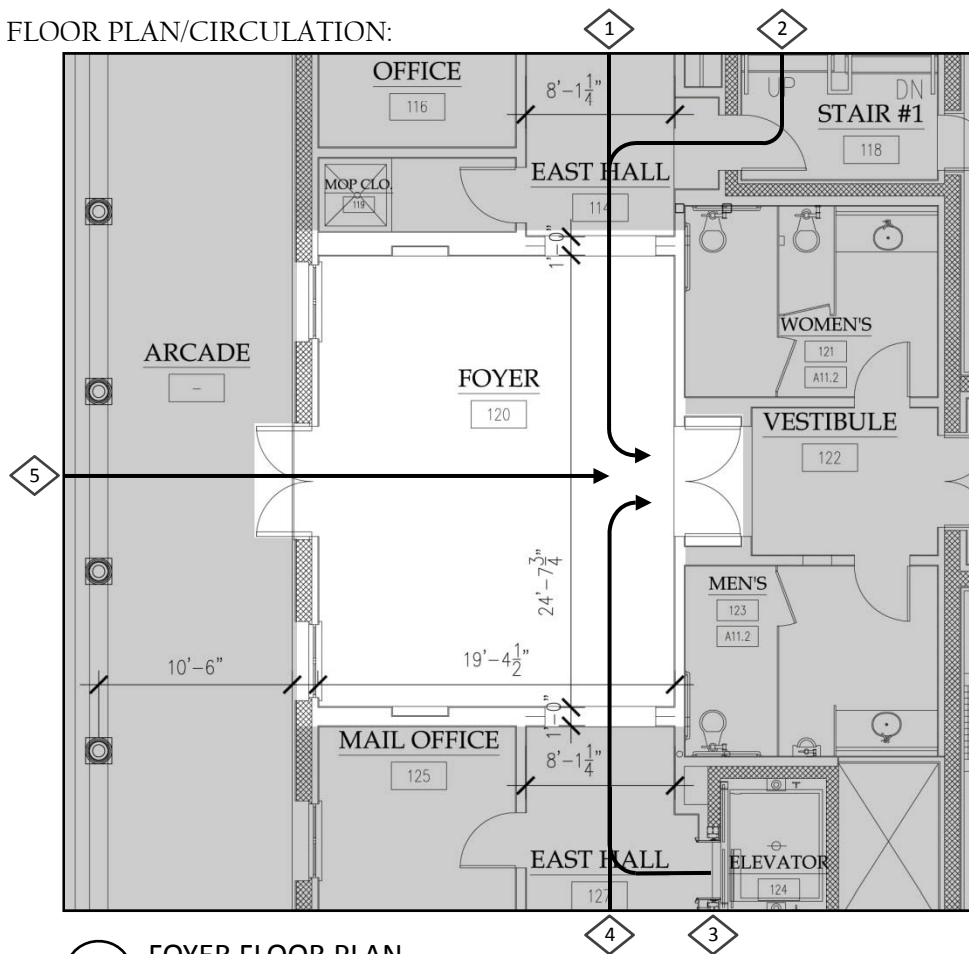 FLOOR PLAN/CIRCULATION:
1
2
OFFICE
116
8'-1 1/4"
UP
DN
STAIR #1
118
MOP CLO.
119
EAST HALL
114
1'-0"
WOMEN'S
121
A11.2
ARCADE
–
FOYER
120
VESTIBULE
122
5
24'-7 3/4"
MEN'S
123
A11.2
10'-6"
19'-4 1/2"
1'-0"
MAIL OFFICE
125
8'-1 1/4"
EAST HALL
127
ELEVATOR
124
4
3
FOYER FLOOR PLAN